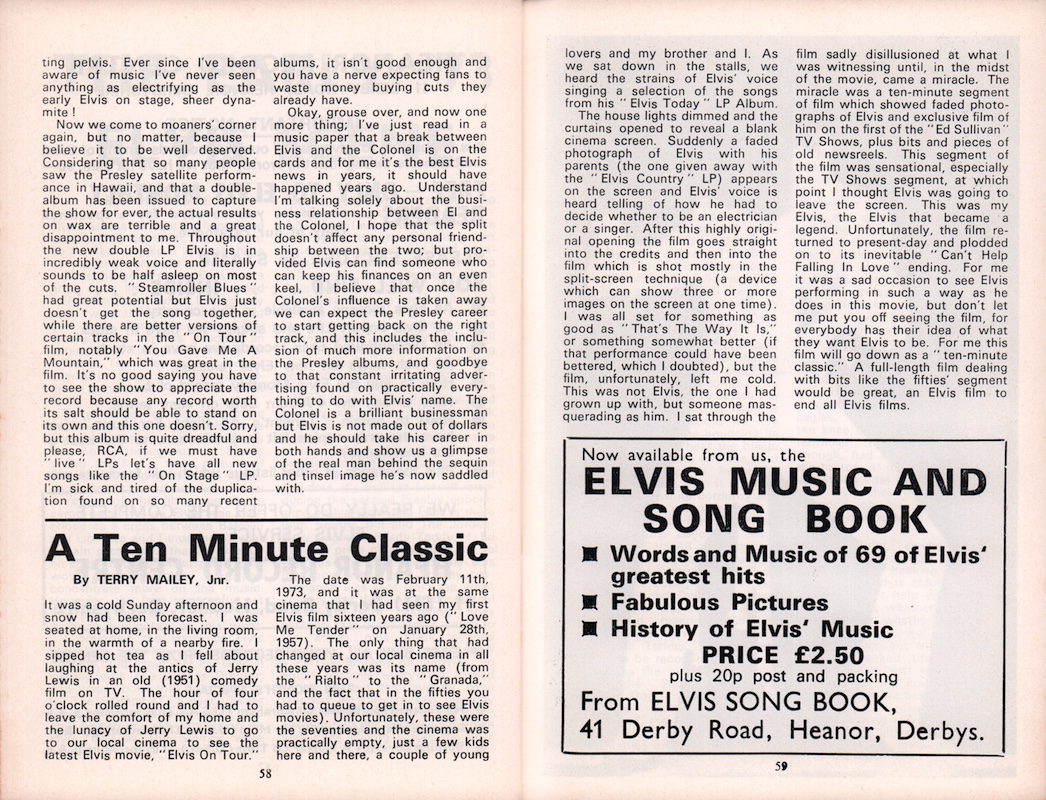 ting pelvis. Ever since I've been
aware of music I've never seen
anything as electrifying as the
early Elvis on stage, sheer dyna-
mite !
Now we come to moaners' corner
again, but no matter, because I
believe it to be well deserved.
Considering that so many people
saw the Presley satellite perform-
ance in Hawaii, and that a double-
album has been issued to capture
the show for ever, the actual results
on wax are terrible and a great
disappointment to me. Throughout
the new double LP Elvis is in
incredibly weak voice and literally
sounds to be half asleep on most
of the cuts. "Steamroller Blues"
had great potential but Elvis just
doesn't get the song together,
while there are better versions of
certain tracks in the "On Tour"
film, notably "You Gave Me A
Mountain," which was great in the
film. It's no good saying you have
to see the show to appreciate the
record because any record worth
its salt should be able to stand on
its own and this one doesn't. Sorry,
but this album is quite dreadful and
please, RCA, if we must have
"live" LPs let's have all new
songs like the "On Stage" LP.
I'm sick and tired of the duplica-
tion found on so many recent
albums, it isn't good enough and
you have a nerve expecting fans to
waste money buying cuts they
already have.
Okay, grouse over, and now one
more thing; I've just read in a
music paper that a break between
Elvis and the Colonel is on the
cards and for me it's the best Elvis
news in years, it should have
happened years ago. Understand
I'm talking solely about the busi-
ness relationship between El and
the Colonel, I hope that the split
doesn't affect any personal friend-
ship between the two; but pro-
vided Elvis can find someone who
can keep his finances on an even
keel, I believe that once the
Colonel's influence is taken away
we can expect the Presley career
to start getting back on the right
track, and this includes the inclu-
sion of much more information on
the Presley albums, and goodbye
to that constant irritating adver-
tising found on practically every-
thing to do with Elvis' name. The
Colonel is a brilliant businessman
but Elvis is not made out of dollars
and he should take his career in
both hands and show us a glimpse
of the real man behind the sequin
and tinsel image he's now saddled
with.
A Ten Minute Classic
By TERRY MAILEY, Jnr.
It was a cold Sunday afternoon and
snow had been forecast. I was
seated at home, in the living room,
in the warmth of a nearby fire. I
sipped hot tea as I fell about
laughing at the antics of Jerry
Lewis in an old (1951) comedy
film on TV. The hour of four
o'clock rolled round and I had to
leave the comfort of my home and
the lunacy of Jerry Lewis to go
to our local cinema to see the
latest Elvis movie, "Elvis On Tour."
The date was February 11th,
1973, and it was at the same
cinema that I had seen my first
Elvis film sixteen years ago ("Love
Me Tender" on January 28th,
1957). The only thing that had
changed at our local cinema in all
these years was its name (from
the "Rialto" to the "Granada,"
and the fact that in the fifties you
had to queue to get in to see Elvis
movies). Unfortunately, these were
the seventies and the cinema was
practically empty, just a few kids
here and there, a couple of young
58
lovers and my brother and I. As
we sat down in the stalls, we
heard the strains of Elvis' voice
singing a selection of the songs
from his "Elvis Today" LP Album.
The house lights dimmed and the
curtains opened to reveal a blank
cinema screen. Suddenly a faded
photograph of Elvis with his
parents (the one given away with
the "Elvis Country" LP) appears
on the screen and Elvis' voice is
heard telling of how he had to
decide whether to be an electrician
or a singer. After this highly origi-
nal opening the film goes straight
into the credits and then into the
film which is shot mostly in the
split-screen technique (a device
which can show three or more
images on the screen at one time).
I was all set for something as
good as "That's The Way It Is,"
or something somewhat better (if
that performance could have been
bettered, which I doubted), but the
film, unfortunately, left me cold.
This was not Elvis, the one I had
grown up with, but someone mas-
querading as him. I sat through the
film sadly disillusioned at what I
was witnessing until, in the midst
of the movie, came a miracle. The
miracle was a ten-minute segment
of film which showed faded photo-
graphs of Elvis and exclusive film of
him on the first of the "Ed Sullivan"
TV Shows, plus bits and pieces of
old newsreels. This segment of
the film was sensational, especially
the TV Shows segment, at which
point I thought Elvis was going to
leave the screen. This was my
Elvis, the Elvis that became a
legend. Unfortunately, the film re-
turned to present-day and plodded
on to its inevitable "Can't Help
Falling In Love" ending. For me
it was a sad occasion to see Elvis
performing in such a way as he
does in this movie, but don't let
me put you off seeing the film, for
everybody has their idea of what
they want Elvis to be. For me this
film will go down as a "ten-minute
classic." A full-length film dealing
with bits like the fifties' segment
would be great, an Elvis film to
end all Elvis films.
Now available from us, the
ELVIS MUSIC AND
SONG BOOK
■ Words and Music of 69 of Elvis'
greatest hits
■ Fabulous Pictures
■ History of Elvis' Music
PRICE £2.50
plus 20p post and packing
From ELVIS SONG BOOK,
41 Derby Road, Heanor, Derbys.
59